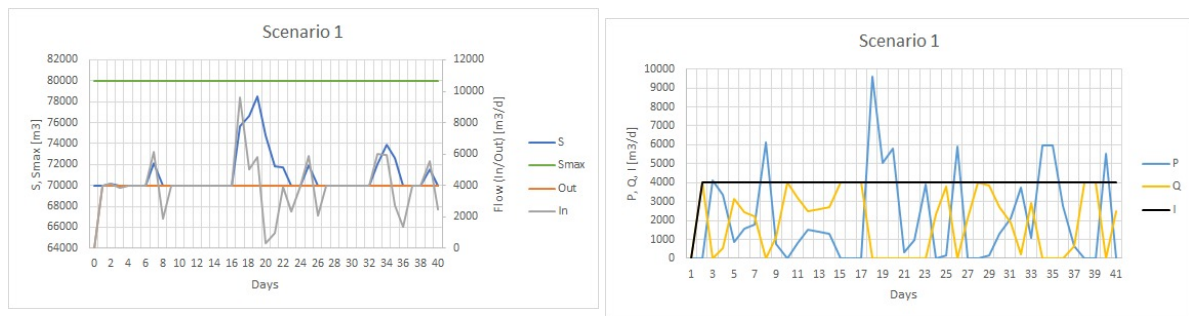 Scenario 1
S, Smax [m3]
82000
80000
78000
76000
74000
72000
70000
68000
66000
64000
12000
10000
8000
6000
4000
2000
0
Flow (In/Out) [m3/d]
0 2 4 6 8 10 12 14 16 18 20 22 24 26 28 30 32 34 36 38 40
Days
S
Smax
Out
In
Scenario 1
P, Q, I [m3/d]
10000
9000
8000
7000
6000
5000
4000
3000
2000
1000
0
1 3 5 7 9 11 13 15 17 19 21 23 25 27 29 31 33 35 37 39 41
Days
P
Q
I